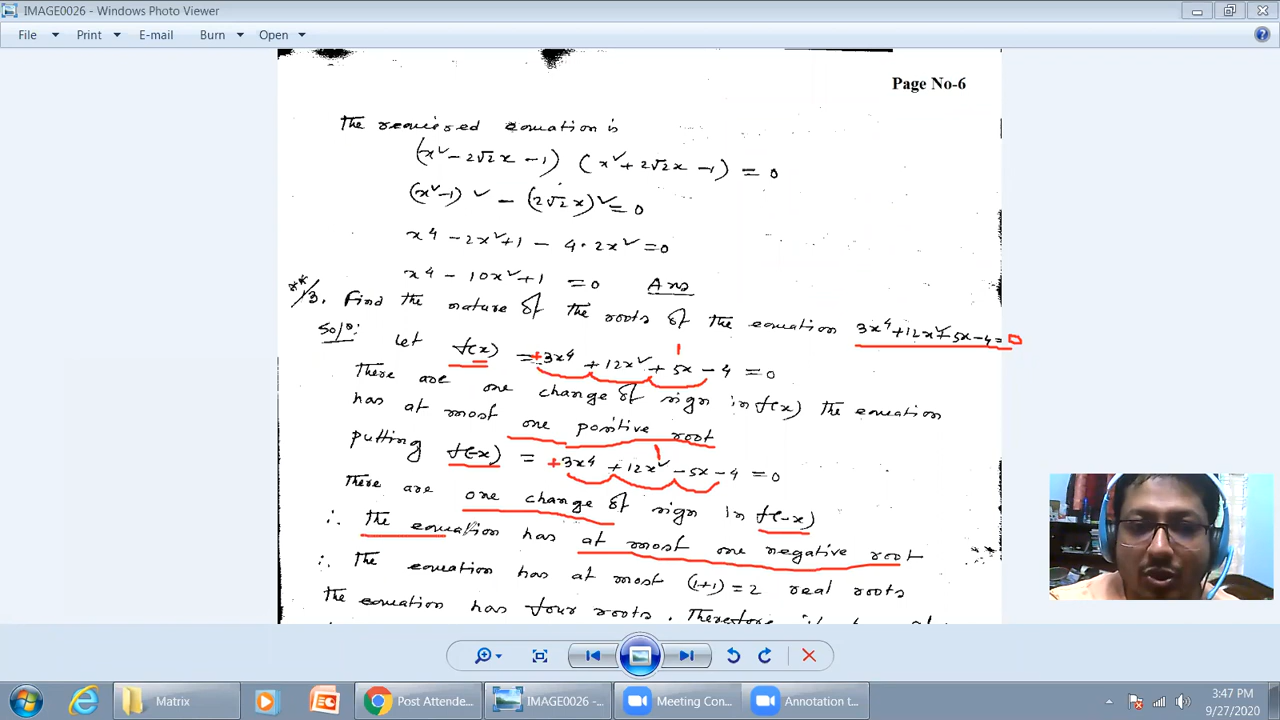 IMAGE0026 - Windows Photo Viewer
File Print E-mail Burn Open
Page No-6
The required equation is
(x² - 2√2x - 1) (x² + 2√2x - 1) = 0
(x² - 1)² - (2√2x)² = 0
x⁴ - 2x² + 1 - 4·2x² = 0
x⁴ - 10x² + 1 = 0 Ans
3. Find the nature of the roots of the equation 3x⁴ + 12x² + 5x - 4 = 0
Solⁿ: Let f(x) = +3x⁴ + 12x² + 5x - 4 = 0
There are one change of sign in f(x) the equation
has at most one positive root
putting f(-x) = +3x⁴ + 12x² - 5x - 4 = 0
There are one change of sign in f(-x)
∴ The equation has at most one negative root
∴ The equation has at most (1+1) = 2 real roots
The equation has four roots. Therefore it
Matrix Post Attende... IMAGE0026 -... Meeting Con... Annotation t...
3:47 PM
9/27/2020